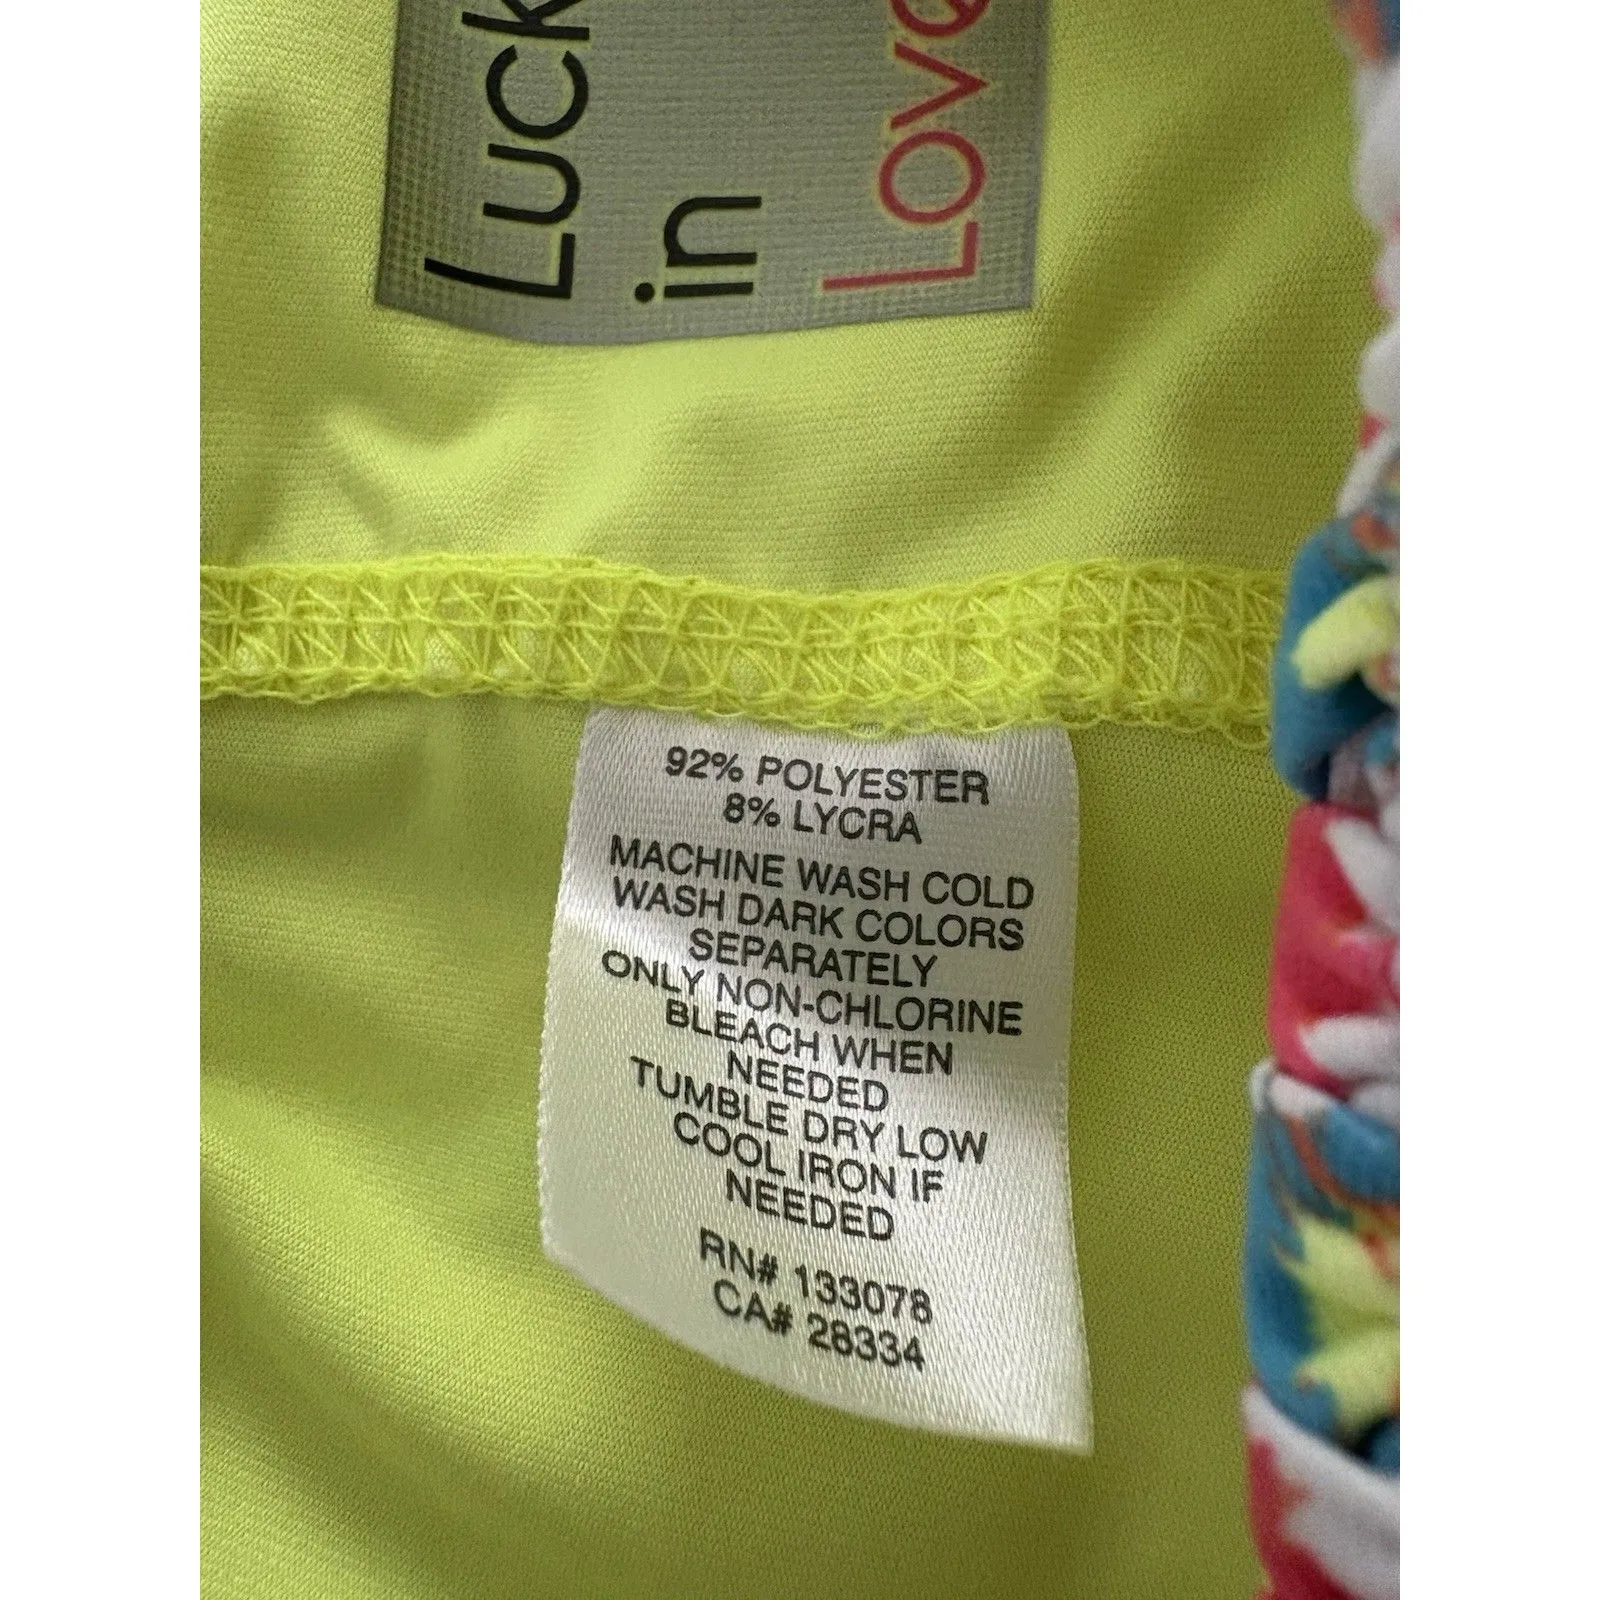 Luck
in
Love
92% POLYESTER
8% LYCRA
MACHINE WASH COLD
WASH DARK COLORS
SEPARATELY
ONLY NON-CHLORINE
BLEACH WHEN
NEEDED
TUMBLE DRY LOW
COOL IRON IF
NEEDED
RN# 133078
CA# 28334